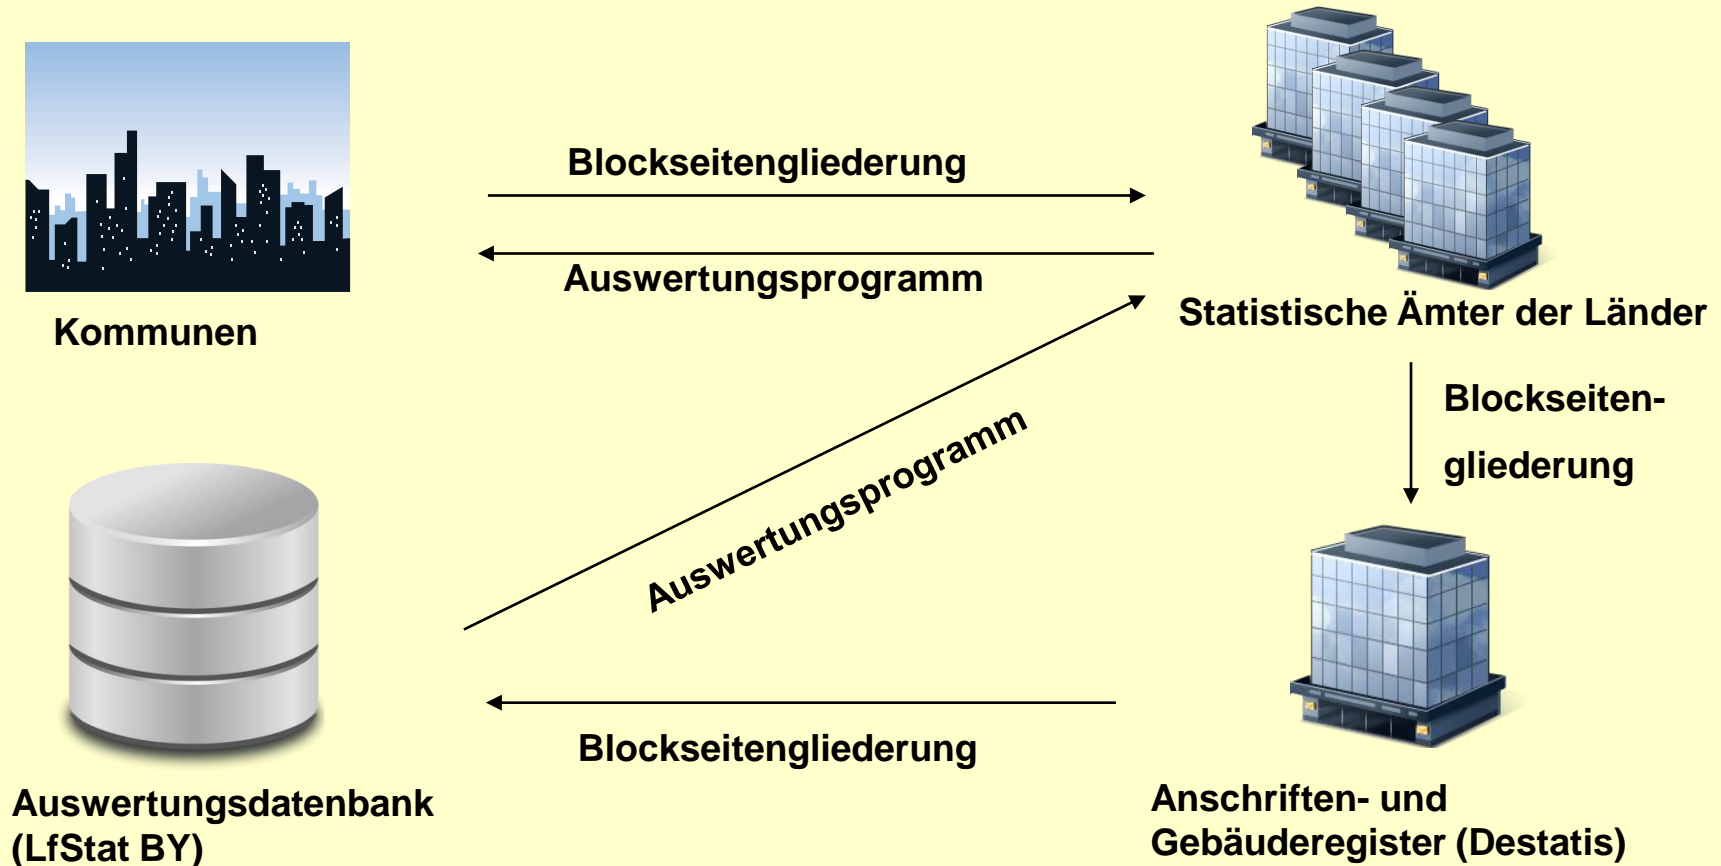 Blockseitengliederung
Auswertungsprogramm
Kommunen
Statistische Ämter der Länder
Blockseiten-
gliederung
Auswertungsprogramm
Blockseitengliederung
Auswertungsdatenbank
(LfStat BY)
Anschriften- und
Gebäuderegister (Destatis)